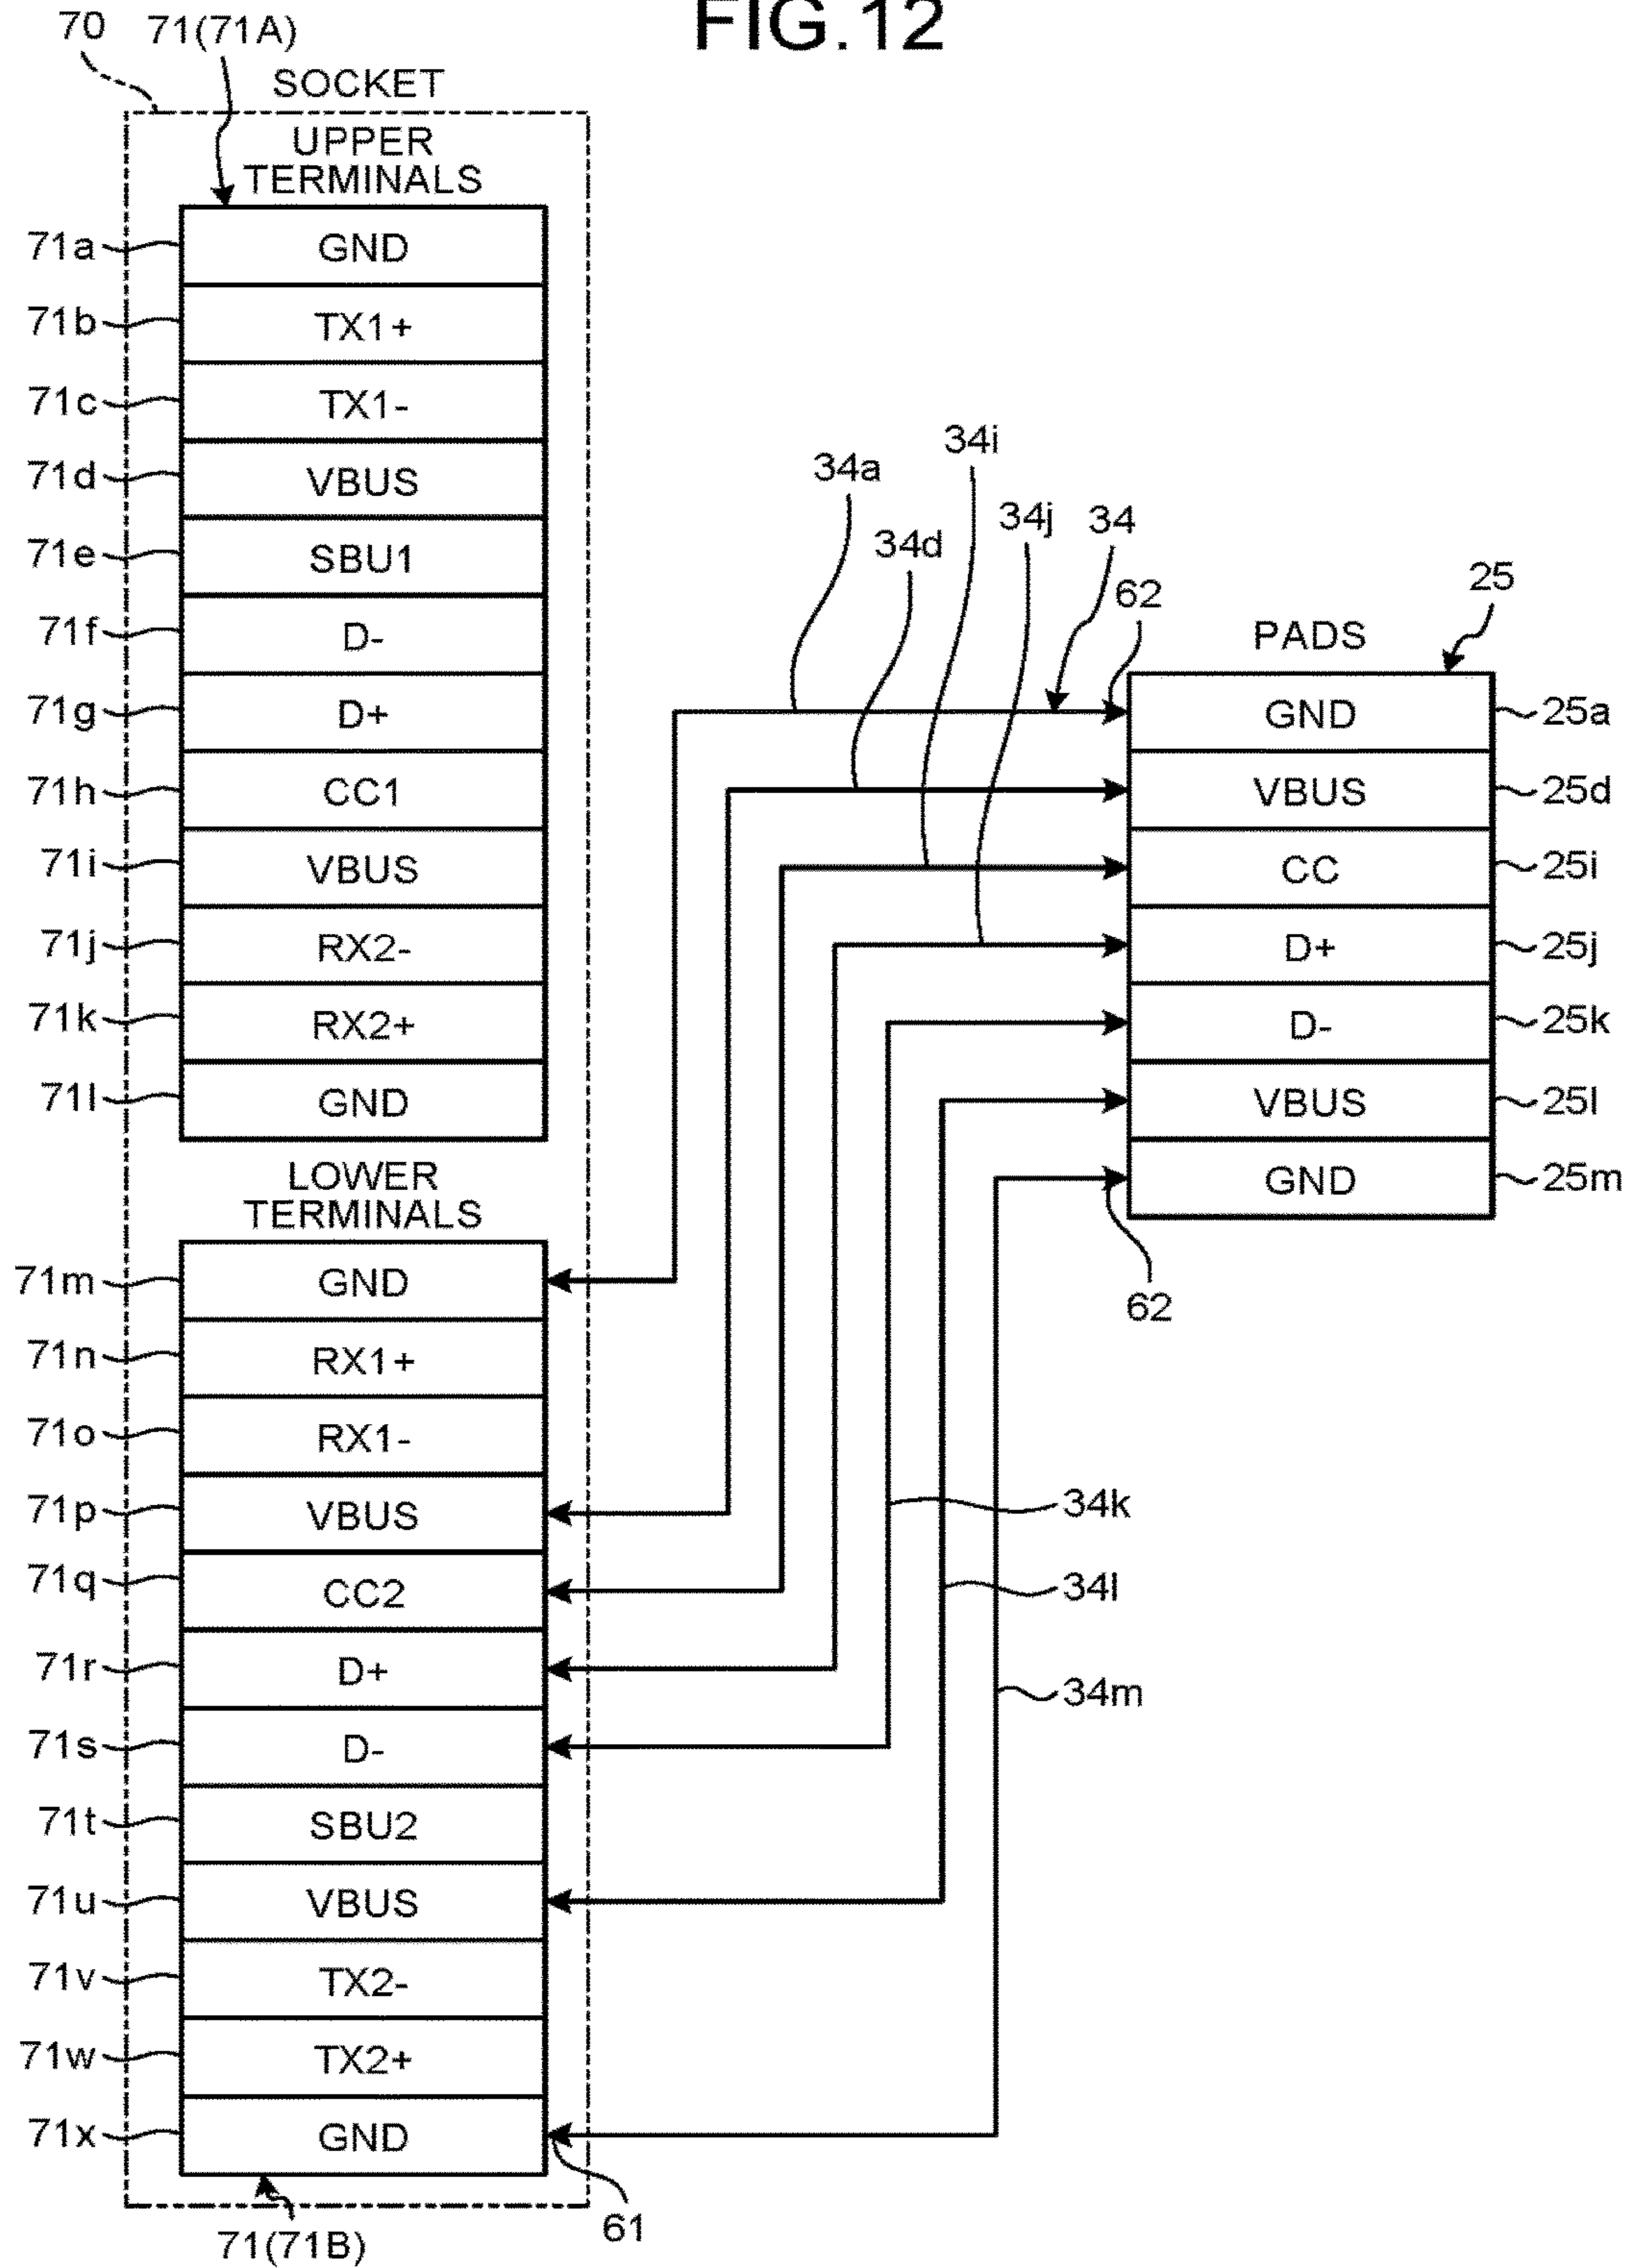 FIG.12
70
71(71A)
SOCKET
UPPER
TERMINALS
71a GND
71b TX1+
71c TX1-
71d VBUS
71e SBU1
71f D-
71g D+
71h CC1
71i VBUS
71j RX2-
71k RX2+
71l GND
LOWER
TERMINALS
71m GND
71n RX1+
71o RX1-
71p VBUS
71q CC2
71r D+
71s D-
71t SBU2
71u VBUS
71v TX2-
71w TX2+
71x GND
71(71B)
61
34a
34d
34i
34j
34
62
25
PADS
GND 25a
VBUS 25d
CC 25i
D+ 25j
D- 25k
VBUS 25l
GND 25m
62
34k
34l
34m